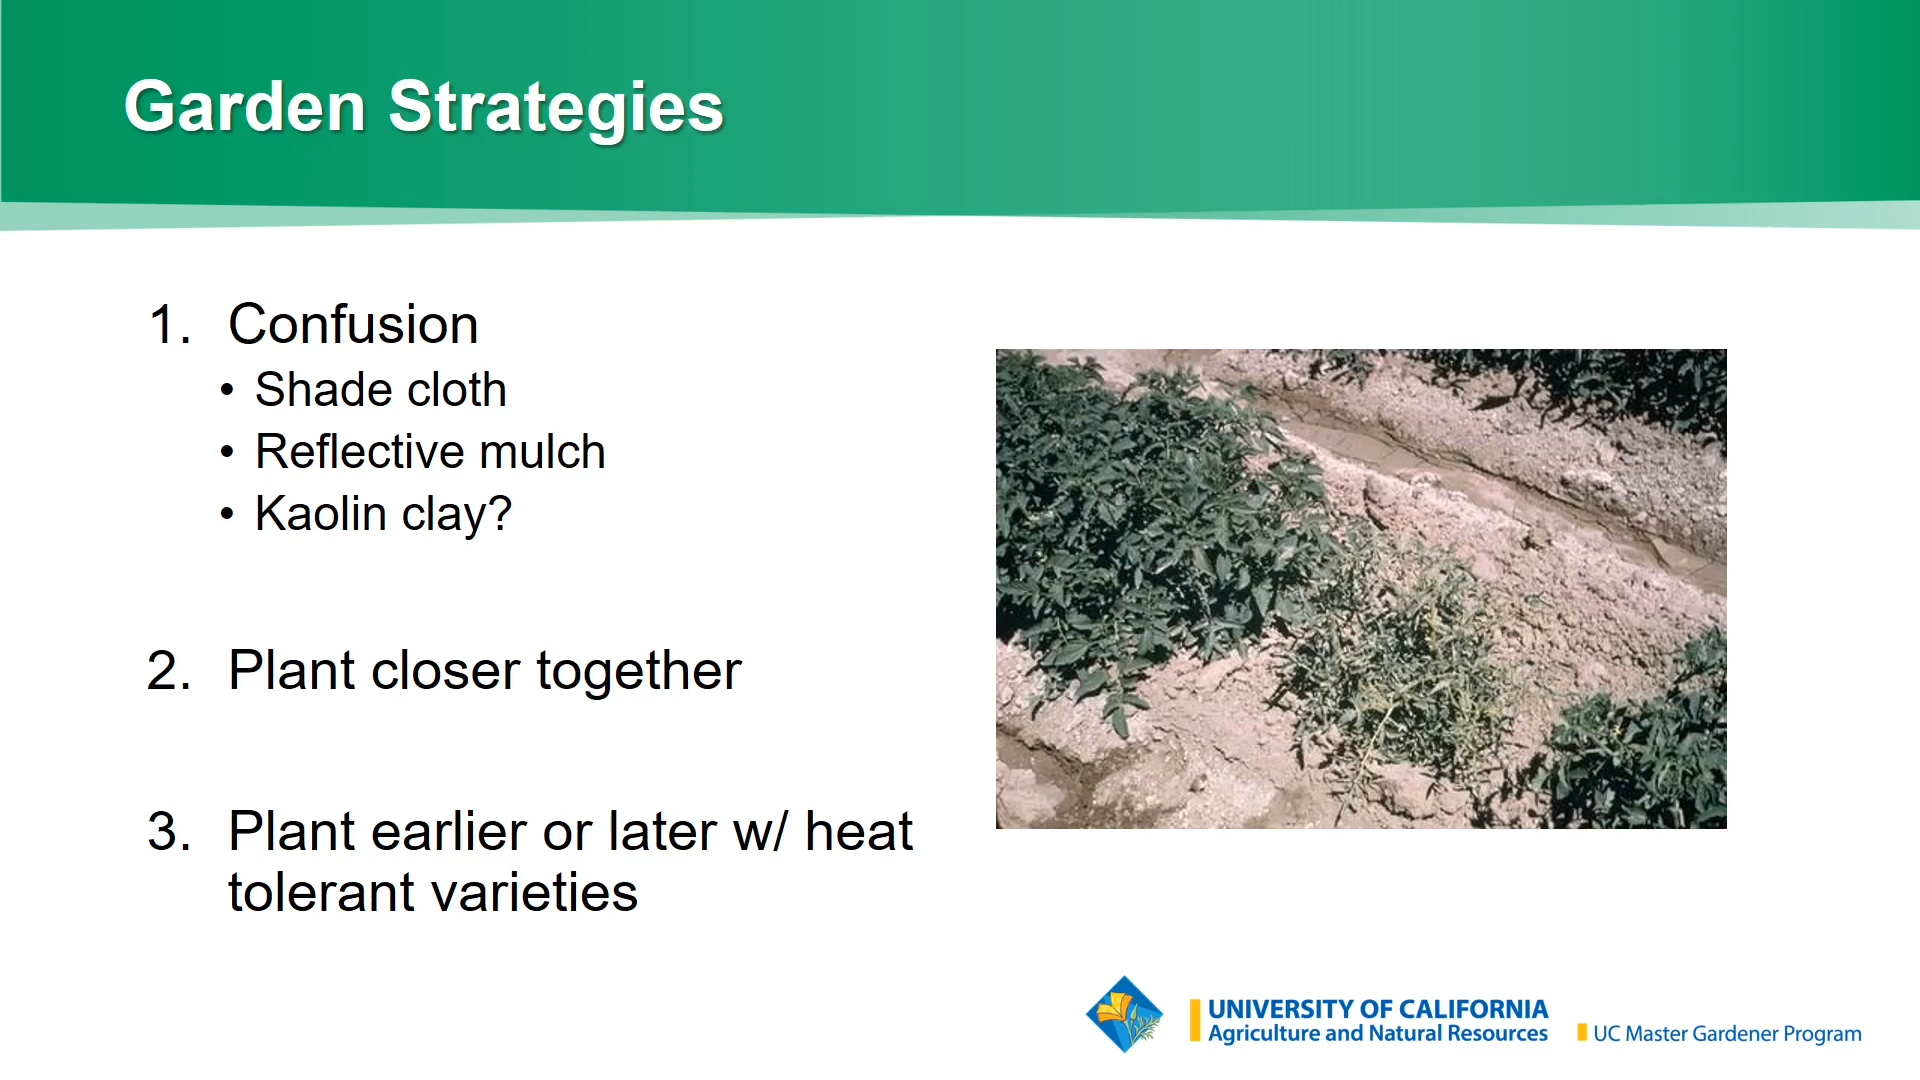 Garden Strategies
1. Confusion
• Shade cloth
• Reflective mulch
• Kaolin clay?
2. Plant closer together
3. Plant earlier or later w/ heat
tolerant varieties
UNIVERSITY OF CALIFORNIA
Agriculture and Natural Resources
UC Master Gardener Program